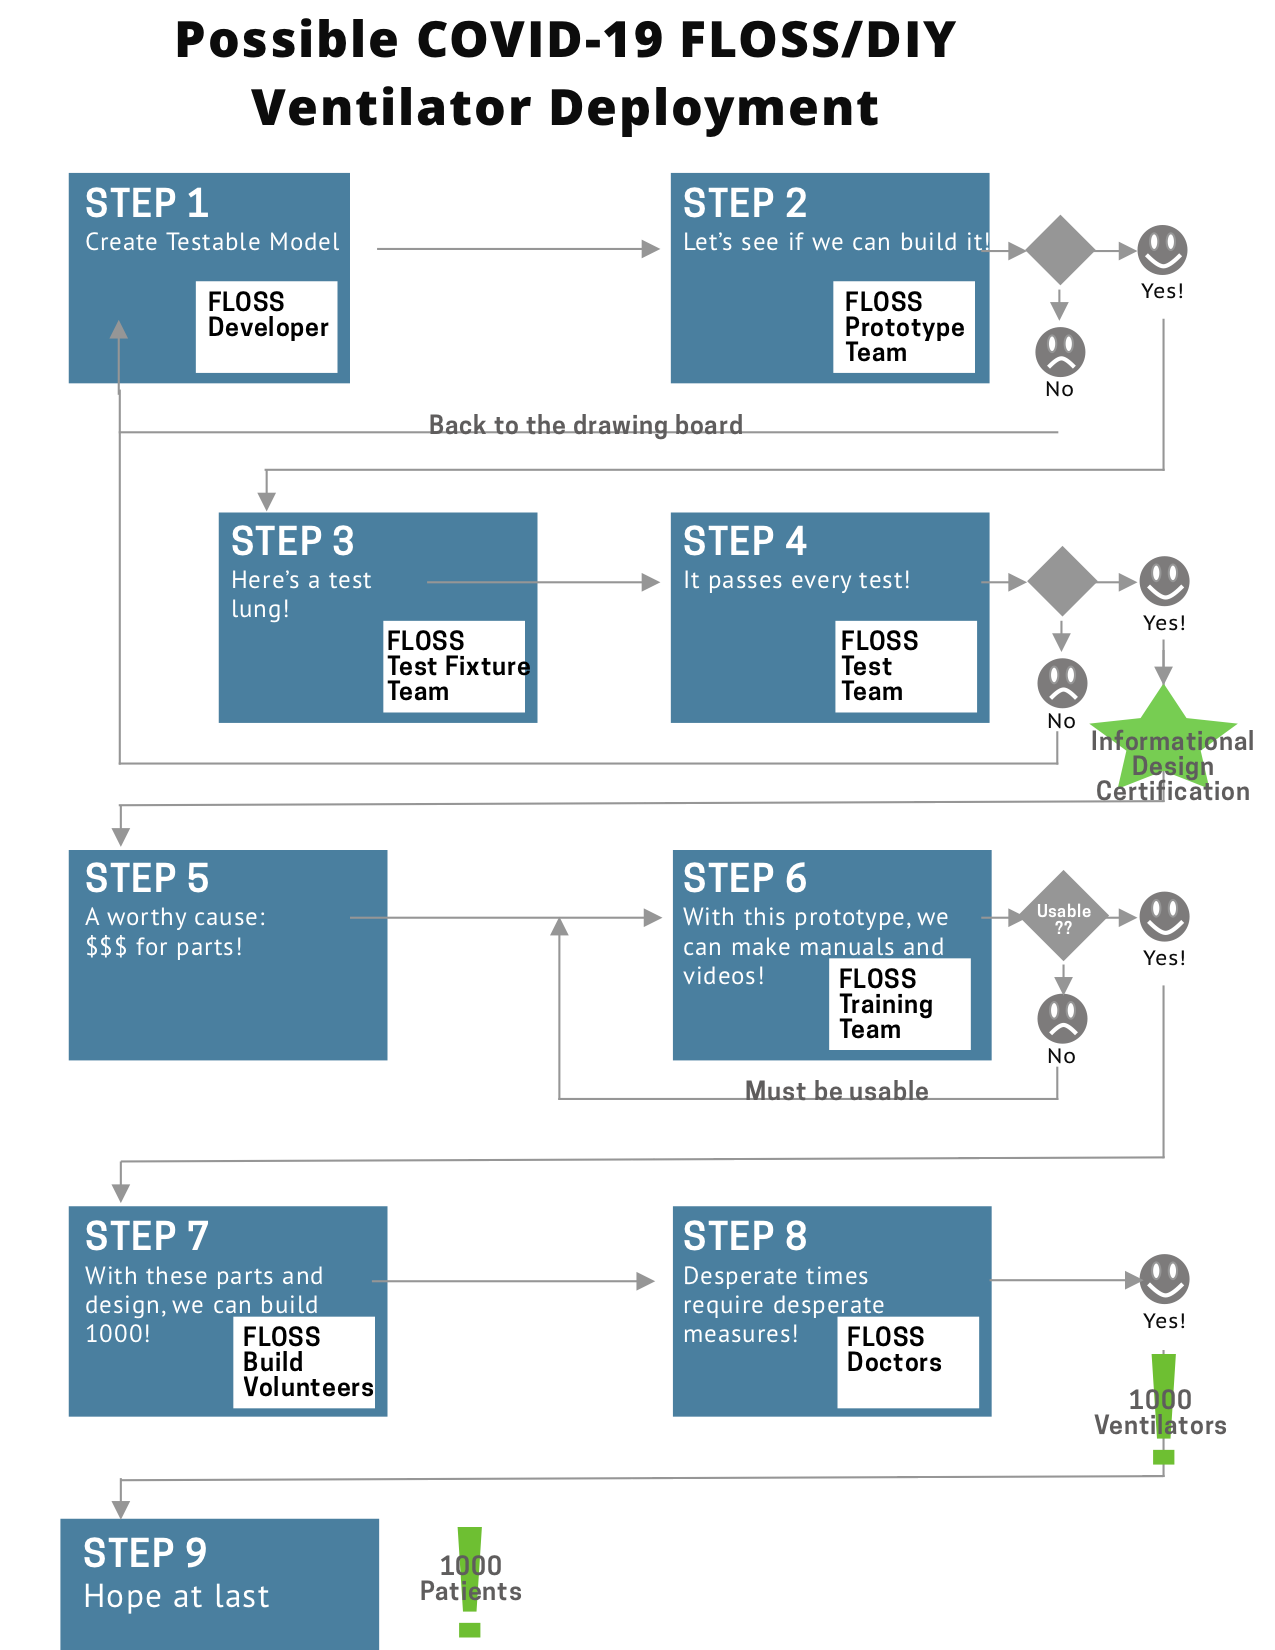 Possible COVID-19 FLOSS/DIY
Ventilator Deployment
STEP 1
Create Testable Model
FLOSS
Developer
STEP 2
Let's see if we can build it!
FLOSS
Prototype
Team
Yes!
No
Back to the drawing board
STEP 3
Here's a test
lung!
FLOSS
Test Fixture
Team
STEP 4
It passes every test!
FLOSS
Test
Team
Yes!
No
Informational
Design
Certification
STEP 5
A worthy cause:
$$$ for parts!
STEP 6
With this prototype, we
can make manuals and
videos!
FLOSS
Training
Team
Usable
??
Yes!
No
Must be usable
STEP 7
With these parts and
design, we can build
1000!
FLOSS
Build
Volunteers
STEP 8
Desperate times
require desperate
measures!
FLOSS
Doctors
Yes!
1000
Ventilators
STEP 9
Hope at last
1000
Patients